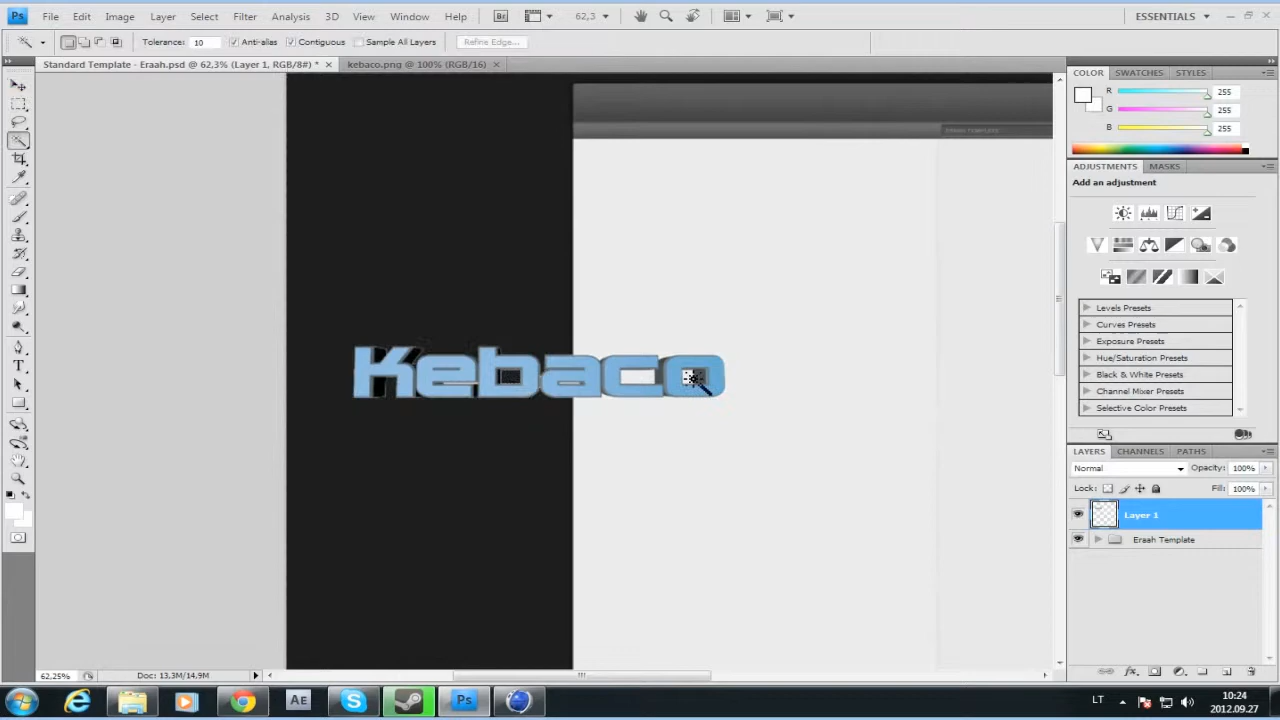 Ps File Edit Image Layer Select Filter Analysis 3D View Window Help Br 62,3 ESSENTIALS
Tolerance: 10 Anti-alias Contiguous Sample All Layers Refine Edge...
Standard Template - Eraah.psd @ 62,3% (Layer 1, RGB/8#) * kebaco.png @ 100% (RGB/16)
COLOR SWATCHES STYLES
R 255
G 255
B 255
ADJUSTMENTS MASKS
Add an adjustment
Levels Presets
Curves Presets
Exposure Presets
Hue/Saturation Presets
Black & White Presets
Channel Mixer Presets
Selective Color Presets
Kebaco
LAYERS CHANNELS PATHS
Normal Opacity: 100%
Lock: Fill: 100%
Layer 1
Eraah Template
62,25% Doc: 13,3M/14,9M
AE S Ps LT 10:24
2012.09.27